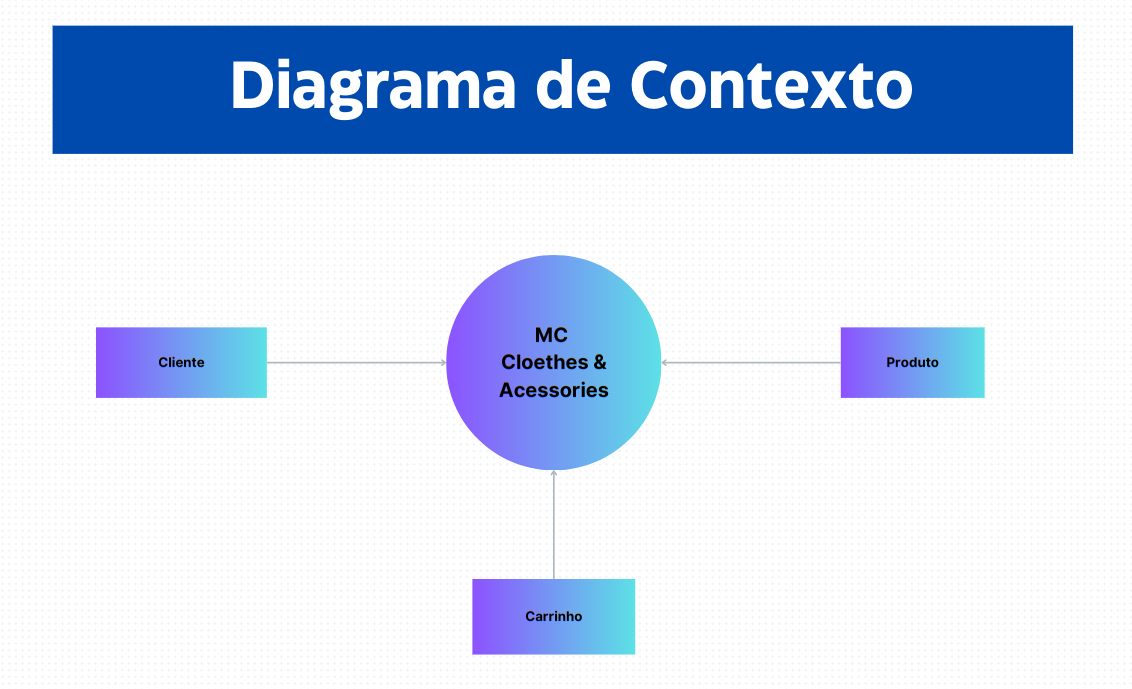 Diagrama de Contexto
MC
Cloethes &
Acessories
Cliente
Produto
Carrinho